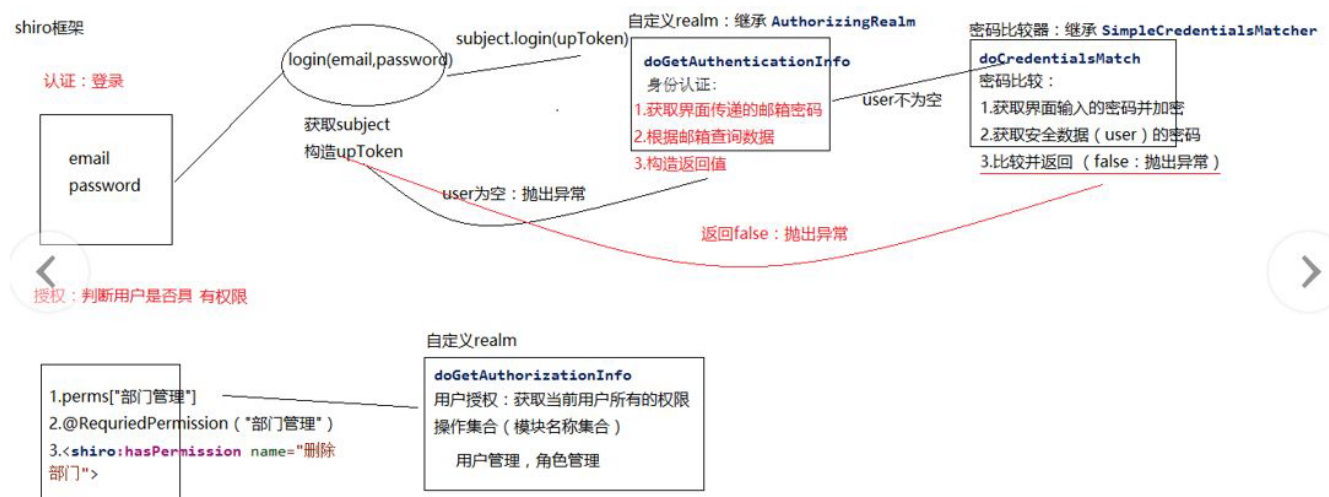 shiro框架
认证：登录
email
password
login(email,password)
获取subject
构造upToken
subject.login(upToken)
自定义realm：继承 AuthorizingRealm
doGetAuthenticationInfo
身份认证：
1.获取界面传递的邮箱密码
2.根据邮箱查询数据
3.构造返回值
user不为空
密码比较器：继承 SimpleCredentialsMatcher
doCredentialsMatch
密码比较：
1.获取界面输入的密码并加密
2.获取安全数据（user）的密码
3.比较并返回 （false：抛出异常）
user为空：抛出异常
返回false：抛出异常
授权：判断用户是否具 有权限
1.perms["部门管理"]
2.@RequriedPermission（"部门管理"）
3.<shiro:hasPermission name="删除
部门">
自定义realm
doGetAuthorizationInfo
用户授权：获取当前用户所有的权限
操作集合（模块名称集合）
用户管理，角色管理